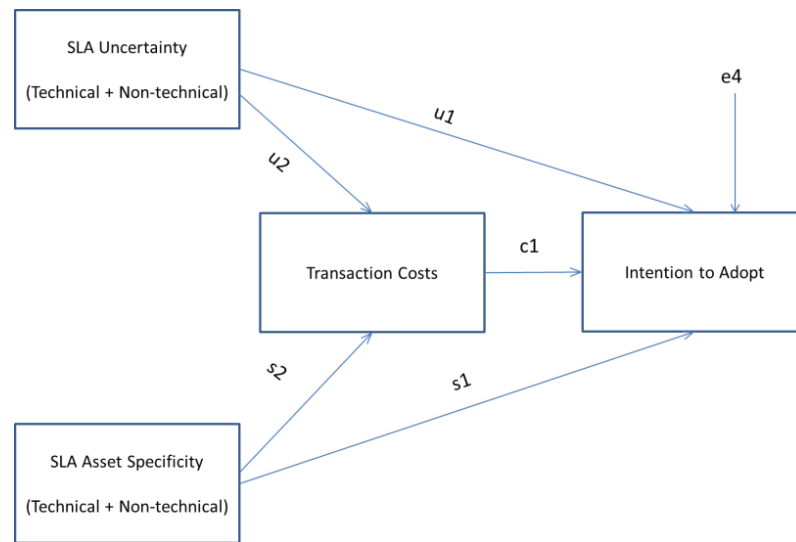 SLA Uncertainty
(Technical + Non-technical)
e4
u1
u2
c1
Transaction Costs
Intention to Adopt
s2
s1
SLA Asset Specificity
(Technical + Non-technical)